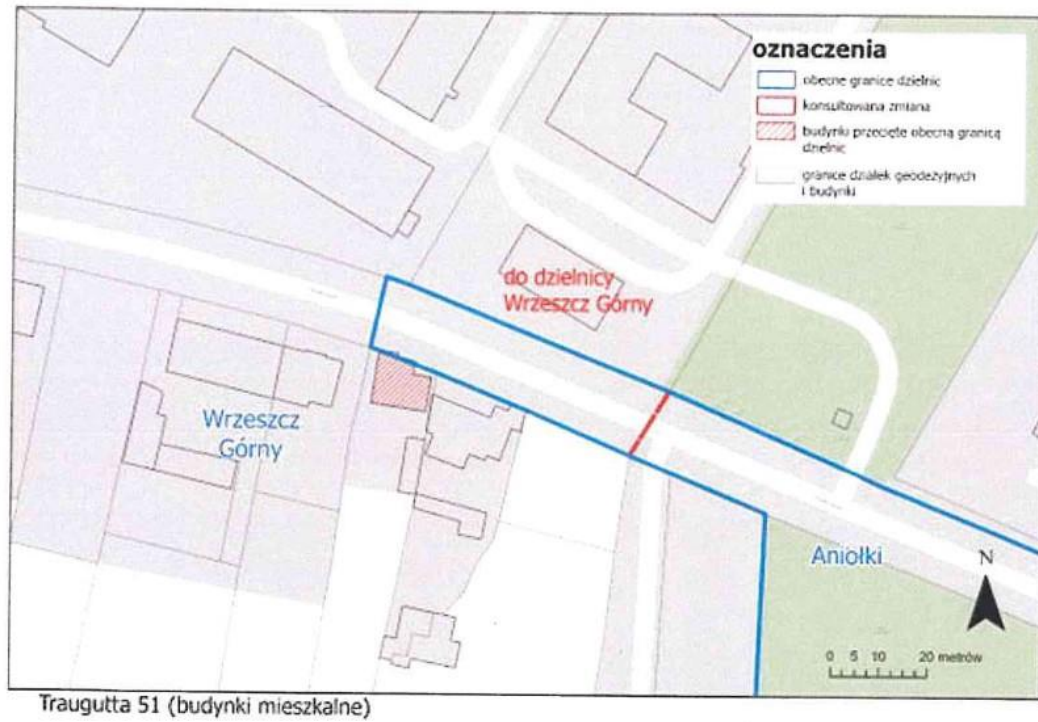 oznaczenia
obecne granice dzielnic
konsultowana zmiana
budynki przecięte obecną granicą
dzielnic
granice działek geodezyjnych
i budynki
do dzielnicy
Wrzeszcz Górny
Wrzeszcz
Górny
Aniołki
N
0 5 10 20 metrów
Traugutta 51 (budynki mieszkalne)